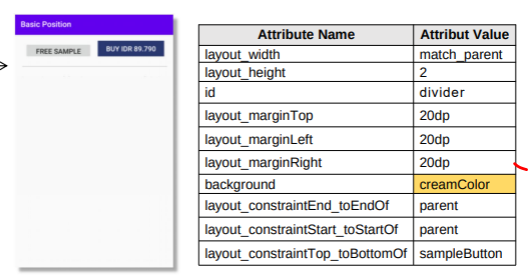 Basic Position
FREE SAMPLE BUY IDR 89.790
Attribute Name Attribut Value
layout_width match_parent
layout_height 2
id divider
layout_marginTop 20dp
layout_marginLeft 20dp
layout_marginRight 20dp
background creamColor
layout_constraintEnd_toEndOf parent
layout_constraintStart_toStartOf parent
layout_constraintTop_toBottomOf sampleButton